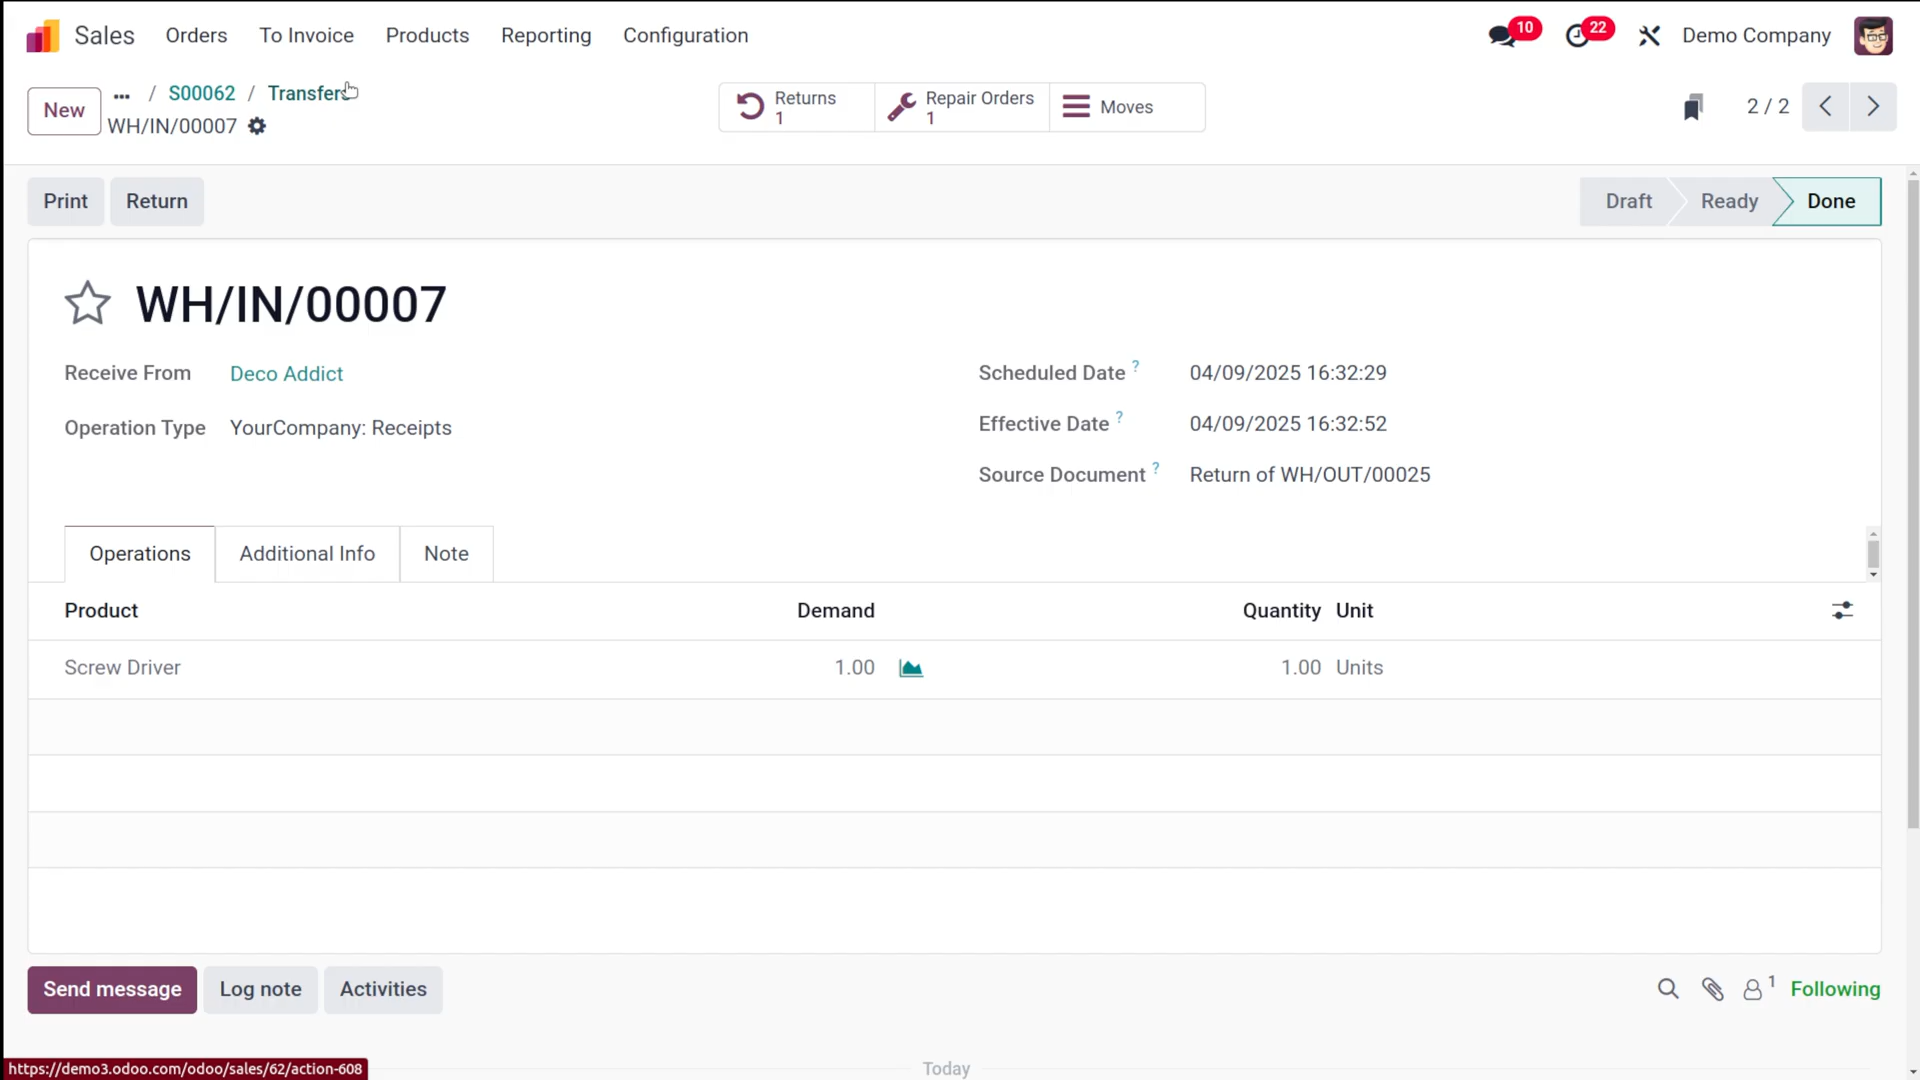 Sales Orders To Invoice Products Reporting Configuration 10 22 Demo Company
New ... / S00062 / Transfers
WH/IN/00007
Returns 1 Repair Orders 1 Moves
2 / 2
Print Return Draft Ready Done
WH/IN/00007
Receive From Deco Addict Scheduled Date ? 04/09/2025 16:32:29
Operation Type YourCompany: Receipts Effective Date ? 04/09/2025 16:32:52
Source Document ? Return of WH/OUT/00025
Operations Additional Info Note
Product Demand Quantity Unit
Screw Driver 1.00 1.00 Units
Send message Log note Activities 1 Following
https://demo3.odoo.com/odoo/sales/62/action-608
Today